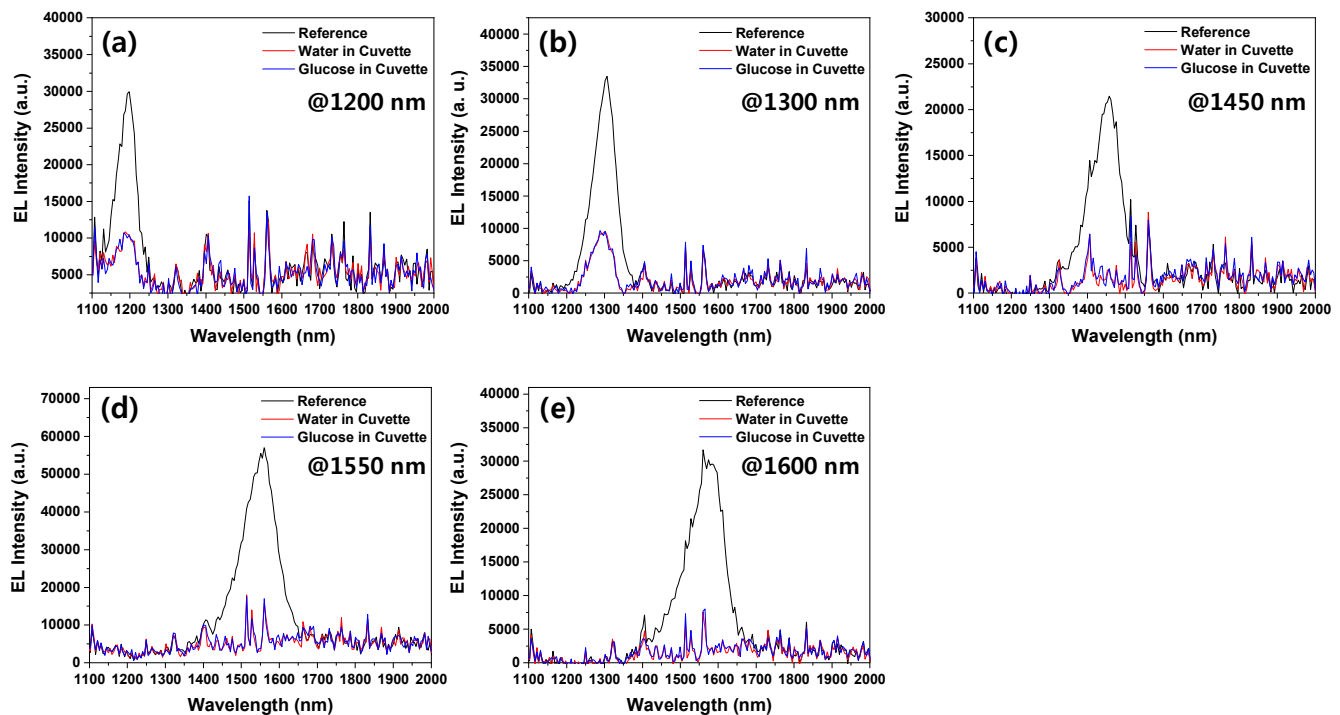 (a)
Reference
Water in Cuvette
Glucose in Cuvette
@1200 nm
EL Intensity (a.u.)
40000
35000
30000
25000
20000
15000
10000
5000
1100 1200 1300 1400 1500 1600 1700 1800 1900 2000
Wavelength (nm)
(b)
Reference
Water in Cuvette
Glucose in Cuvette
@1300 nm
EL Intensity (a. u.)
40000
35000
30000
25000
20000
15000
10000
5000
0
1100 1200 1300 1400 1500 1600 1700 1800 1900 2000
Wavelength (nm)
(c)
Reference
Water in Cuvette
Glucose in Cuvette
@1450 nm
EL Intensity (a.u.)
30000
25000
20000
15000
10000
5000
0
1100 1200 1300 1400 1500 1600 1700 1800 1900 2000
Wavelength (nm)
(d)
Reference
Water in Cuvette
Glucose in Cuvette
@1550 nm
EL Intensity (a.u.)
70000
60000
50000
40000
30000
20000
10000
0
1100 1200 1300 1400 1500 1600 1700 1800 1900 2000
Wavelength (nm)
(e)
Reference
Water in Cuvette
Glucose in Cuvette
@1600 nm
EL Intensity (a.u.)
40000
35000
30000
25000
20000
15000
10000
5000
0
1100 1200 1300 1400 1500 1600 1700 1800 1900 2000
Wavelength (nm)